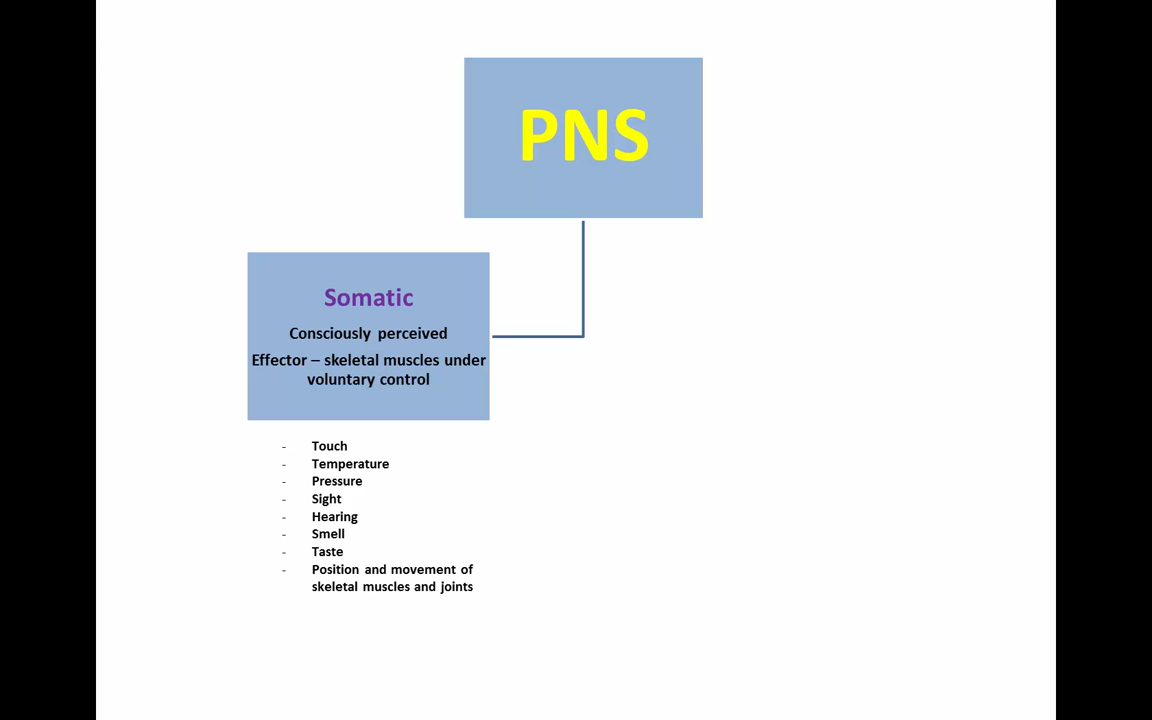 PNS
Somatic
Consciously perceived
Effector – skeletal muscles under
voluntary control
- Touch
- Temperature
- Pressure
- Sight
- Hearing
- Smell
- Taste
- Position and movement of
skeletal muscles and joints